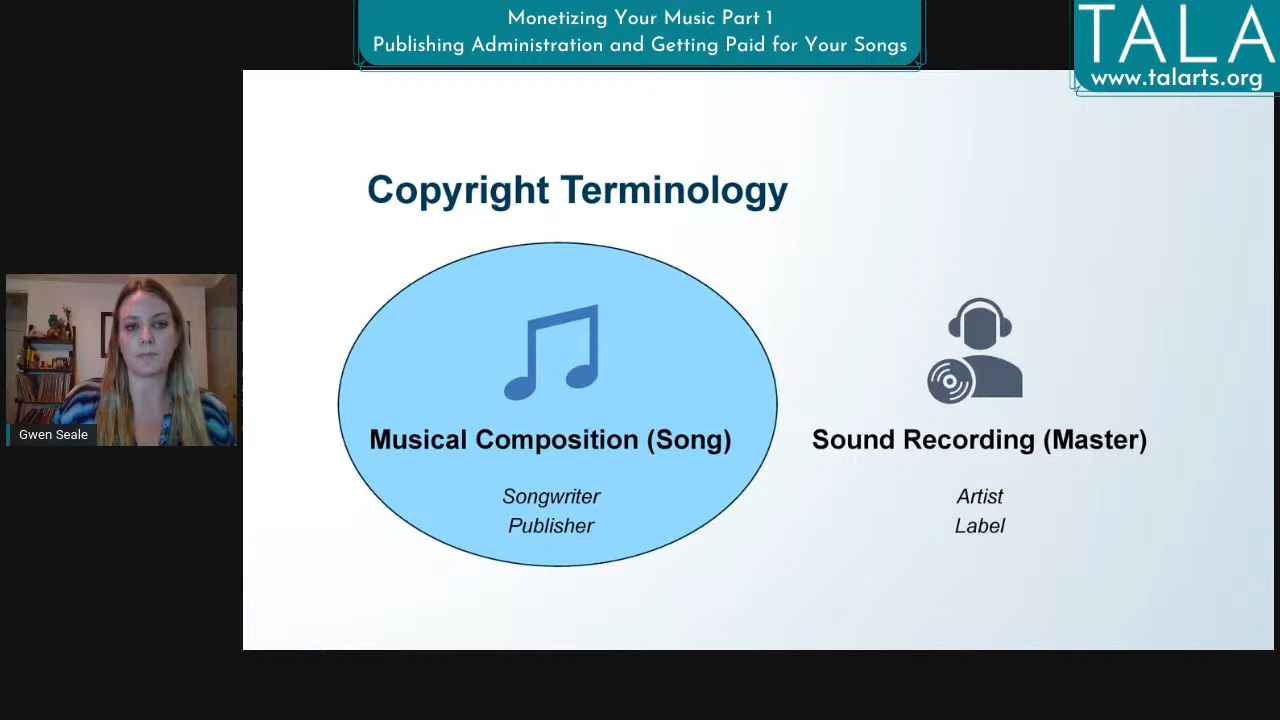 Monetizing Your Music Part 1
Publishing Administration and Getting Paid for Your Songs
TALA
www.talarts.org
Copyright Terminology
Musical Composition (Song)
Songwriter
Publisher
Sound Recording (Master)
Artist
Label
Gwen Seale